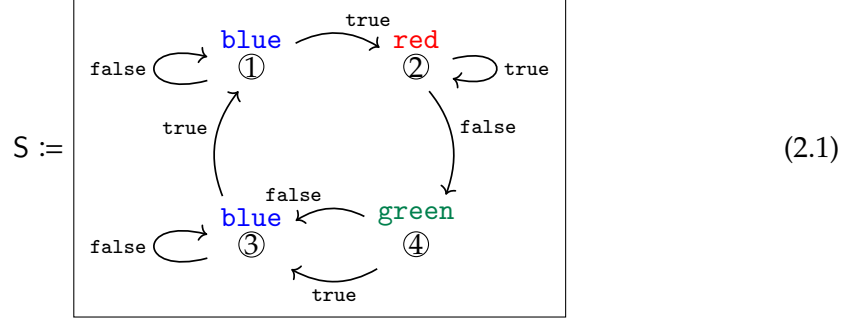 true
blue red
false ① ② true
true false
S := (2.1)
false
blue green
false ③ ④
true